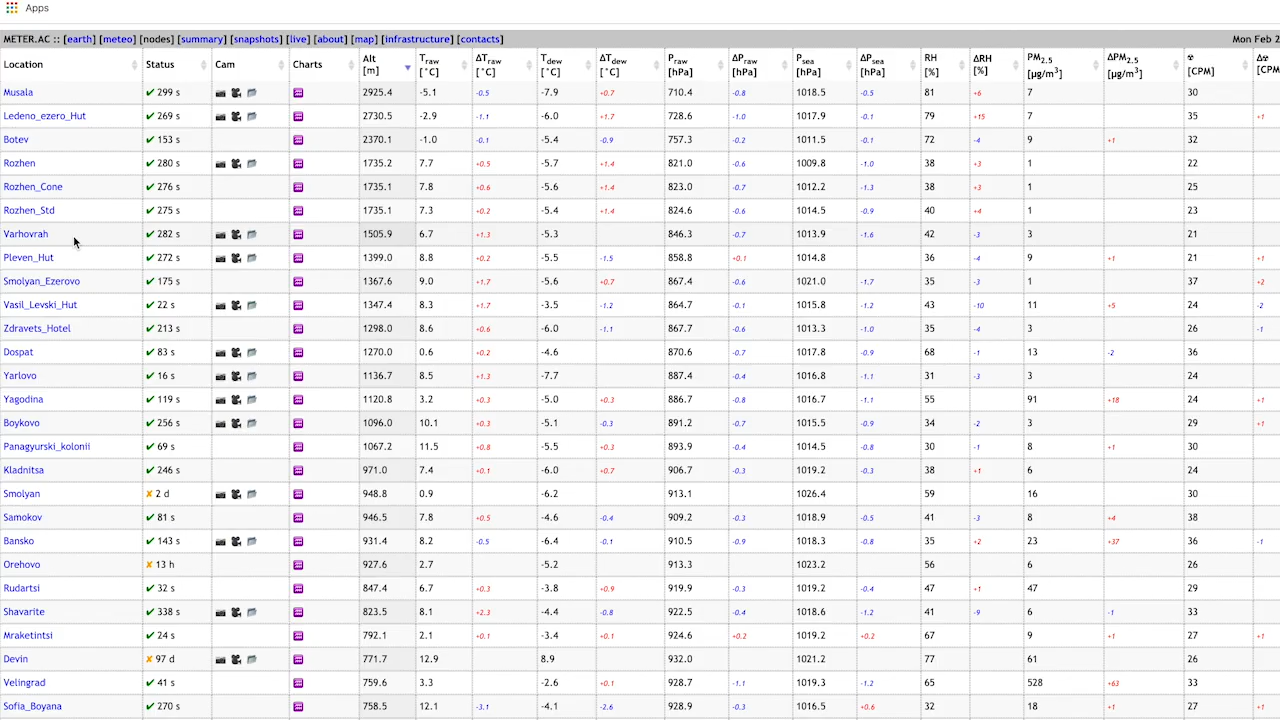 Apps
METER.AC :: [earth] [meteo] [nodes] [summary] [snapshots] [live] [about] [map] [infrastructure] [contacts] Mon Feb 2
Location Status Cam Charts Alt [m] Traw [°C] ΔTraw [°C] Tdew [°C] ΔTdew [°C] Praw [hPa] ΔPraw [hPa] Psea [hPa] ΔPsea [hPa] RH [%] ΔRH [%] PM2.5 [μg/m³] ΔPM2.5 [μg/m³] ☢ [CPM] Δ☢ [CPM
Musala ✔ 299 s 2925.4 -5.1 -0.5 -7.9 +0.7 710.4 -0.8 1018.5 -0.5 81 +6 7 30
Ledeno_ezero_Hut ✔ 269 s 2730.5 -2.9 -1.1 -6.0 +1.7 728.6 -1.0 1017.9 -0.1 79 +15 7 35 +1
Botev ✔ 153 s 2370.1 -1.0 -0.1 -5.4 -0.9 757.3 -0.2 1011.5 -0.1 72 -4 9 +1 32
Rozhen ✔ 280 s 1735.2 7.7 +0.5 -5.7 +1.4 821.0 -0.6 1009.8 -1.0 38 +3 1 22
Rozhen_Cone ✔ 276 s 1735.1 7.8 +0.6 -5.6 +1.4 823.0 -0.7 1012.2 -1.3 38 +3 1 25
Rozhen_Std ✔ 275 s 1735.1 7.3 +0.2 -5.4 +1.4 824.6 -0.6 1014.5 -0.9 40 +4 1 23
Varhovrah ✔ 282 s 1505.9 6.7 +1.3 -5.3 846.3 -0.7 1013.9 -1.6 42 -3 3 21
Pleven_Hut ✔ 272 s 1399.0 8.8 +0.2 -5.5 -1.5 858.8 +0.1 1014.8 36 -4 9 +1 21 +1
Smolyan_Ezerovo ✔ 175 s 1367.6 9.0 +1.7 -5.6 +0.7 867.4 -0.6 1021.0 -1.7 35 -3 1 37 +2
Vasil_Levski_Hut ✔ 22 s 1347.4 8.3 +1.7 -3.5 -1.2 864.7 -0.1 1015.8 -1.2 43 -10 11 +5 24 -2
Zdravets_Hotel ✔ 213 s 1298.0 8.6 +0.6 -6.0 -1.1 867.7 -0.6 1013.3 -1.0 35 -4 3 26 -1
Dospat ✔ 83 s 1270.0 0.6 +0.2 -4.6 870.6 -0.7 1017.8 -0.9 68 -1 13 -2 36
Yarlovo ✔ 16 s 1136.7 8.5 +1.3 -7.7 887.4 -0.4 1016.8 -1.1 31 -3 3 24
Yagodina ✔ 119 s 1120.8 3.2 +0.3 -5.0 +0.3 886.7 -0.8 1016.7 -1.1 55 91 +18 24 +1
Boykovo ✔ 256 s 1096.0 10.1 +0.3 -5.1 -0.3 891.2 -0.7 1015.5 -0.9 34 -2 3 29 +1
Panagyurski_kolonii ✔ 69 s 1067.2 11.5 +0.8 -5.5 +0.3 893.9 -0.4 1014.5 -0.8 30 -1 8 +1 30
Kladnitsa ✔ 246 s 971.0 7.4 +0.1 -6.0 +0.7 906.7 -0.3 1019.2 -0.3 38 +1 6 24
Smolyan ✘ 2 d 948.8 0.9 -6.2 913.1 1026.4 59 16 30
Samokov ✔ 81 s 946.5 7.8 +0.5 -4.6 -0.4 909.2 -0.3 1018.9 -0.5 41 -3 8 +4 38
Bansko ✔ 143 s 931.4 8.2 -0.5 -6.4 -0.1 910.5 -0.9 1018.3 -0.8 35 +2 23 +37 36 -1
Orehovo ✘ 13 h 927.6 2.7 -5.2 913.3 1023.2 56 6 26
Rudartsi ✔ 32 s 847.4 6.7 +0.3 -3.8 +0.9 919.9 -0.3 1019.2 -0.4 47 +1 47 29
Shavarite ✔ 338 s 823.5 8.1 +2.3 -4.4 -0.8 922.5 -0.4 1018.6 -1.2 41 -9 6 -1 33
Mraketintsi ✔ 24 s 792.1 2.1 +0.1 -3.4 +0.1 924.6 +0.2 1019.2 +0.2 67 9 +1 27 +1
Devin ✘ 97 d 771.7 12.9 8.9 932.0 1021.2 77 61 26
Velingrad ✔ 41 s 759.6 3.3 -2.6 +0.1 928.7 -1.1 1019.3 -1.2 65 528 +63 33
Sofia_Boyana ✔ 270 s 758.5 12.1 -3.1 -4.1 -2.6 928.9 -0.3 1016.5 +0.6 32 18 +1 27 +1